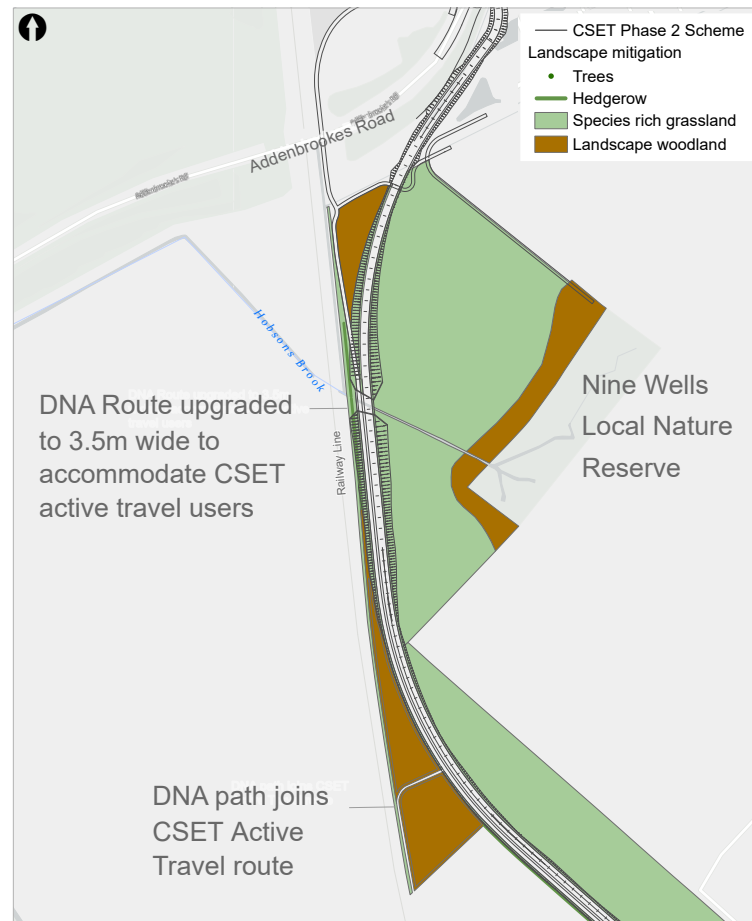 CSET Phase 2 Scheme
Landscape mitigation
Trees
Hedgerow
Species rich grassland
Landscape woodland
Addenbrookes Road
Hobsons Brook
Railway Line
DNA Route upgraded
to 3.5m wide to
accommodate CSET
active travel users
Nine Wells
Local Nature
Reserve
DNA path joins
CSET Active
Travel route